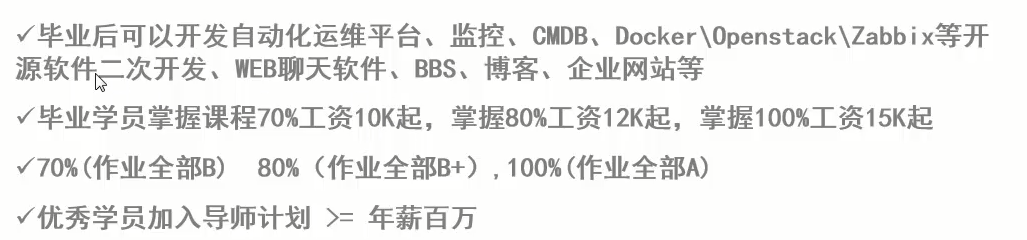 ✓毕业后可以开发自动化运维平台、监控、CMDB、Docker\Openstack\Zabbix等开
源软件二次开发、WEB聊天软件、BBS、博客、企业网站等
✓毕业学员掌握课程70%工资10K起，掌握80%工资12K起，掌握100%工资15K起
✓70%(作业全部B)  80%（作业全部B+）,100%(作业全部A)
✓优秀学员加入导师计划 >= 年薪百万